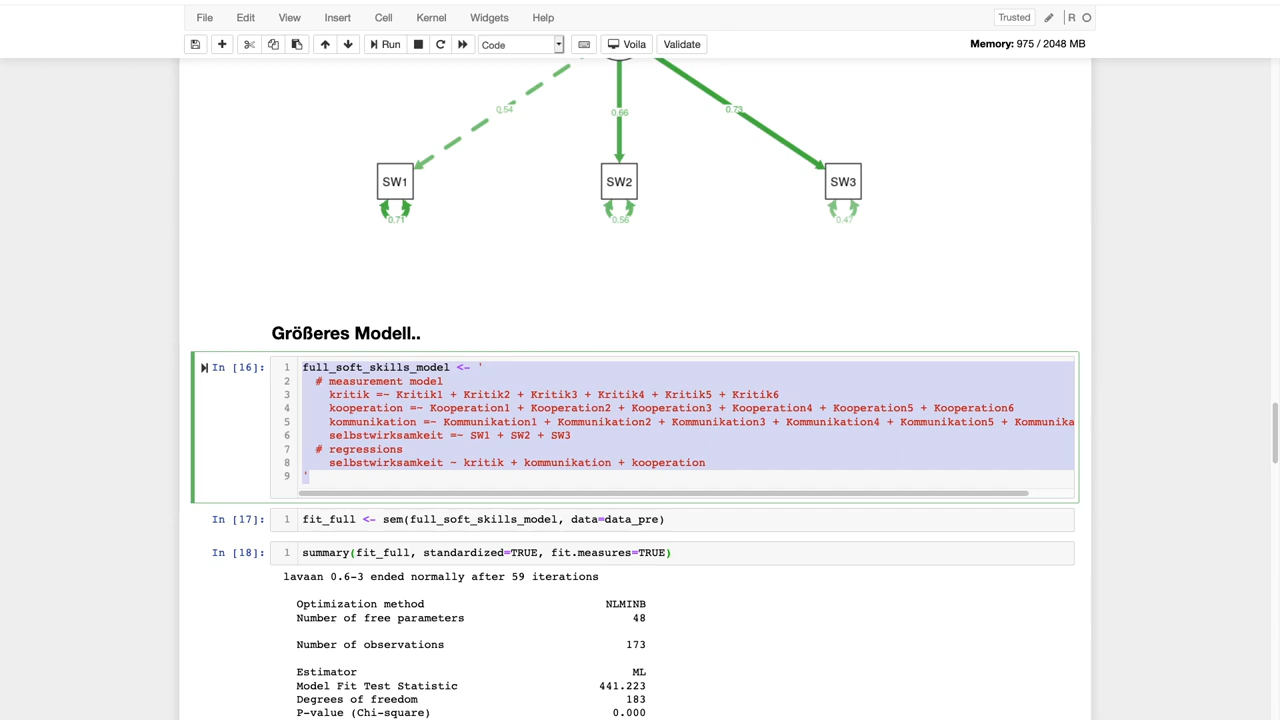 File Edit View Insert Cell Kernel Widgets Help Trusted R
Run Code Voila Validate Memory: 975 / 2048 MB
0.54 0.66 0.73
SW1 SW2 SW3
0.71 0.56 0.47
Größeres Modell..
In [16]: 1 full_soft_skills_model <- '
2 # measurement model
3 kritik =~ Kritik1 + Kritik2 + Kritik3 + Kritik4 + Kritik5 + Kritik6
4 kooperation =~ Kooperation1 + Kooperation2 + Kooperation3 + Kooperation4 + Kooperation5 + Kooperation6
5 kommunikation =~ Kommunikation1 + Kommunikation2 + Kommunikation3 + Kommunikation4 + Kommunikation5 + Kommunika
6 selbstwirksamkeit =~ SW1 + SW2 + SW3
7 # regressions
8 selbstwirksamkeit ~ kritik + kommunikation + kooperation
9 '
In [17]: 1 fit_full <- sem(full_soft_skills_model, data=data_pre)
In [18]: 1 summary(fit_full, standardized=TRUE, fit.measures=TRUE)
lavaan 0.6-3 ended normally after 59 iterations
Optimization method NLMINB
Number of free parameters 48
Number of observations 173
Estimator ML
Model Fit Test Statistic 441.223
Degrees of freedom 183
P-value (Chi-square) 0.000